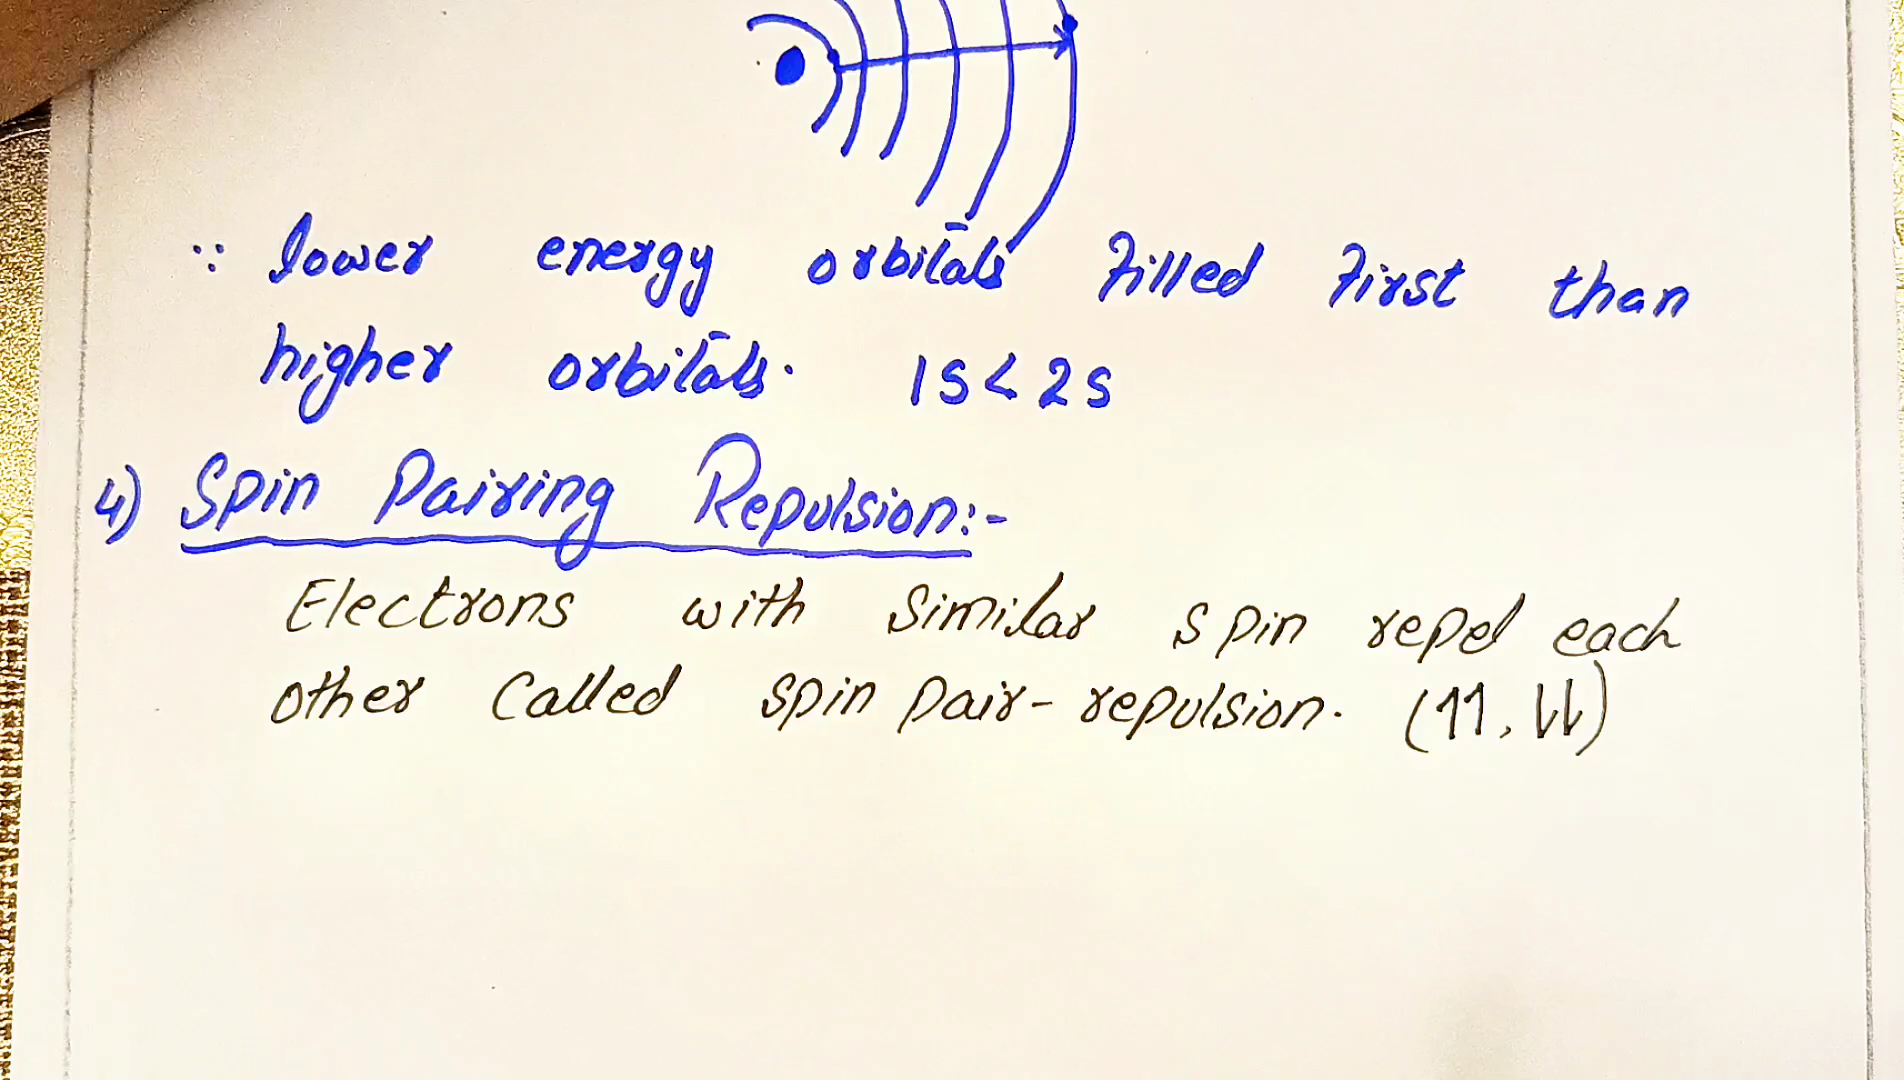 ∵ lower energy orbitals filled first than
higher orbitals. 1s < 2s
4) Spin Pairing Repulsion:-
Electrons with similar spin repel each
other called spin pair-repulsion. (↿↿, ⇂⇂)